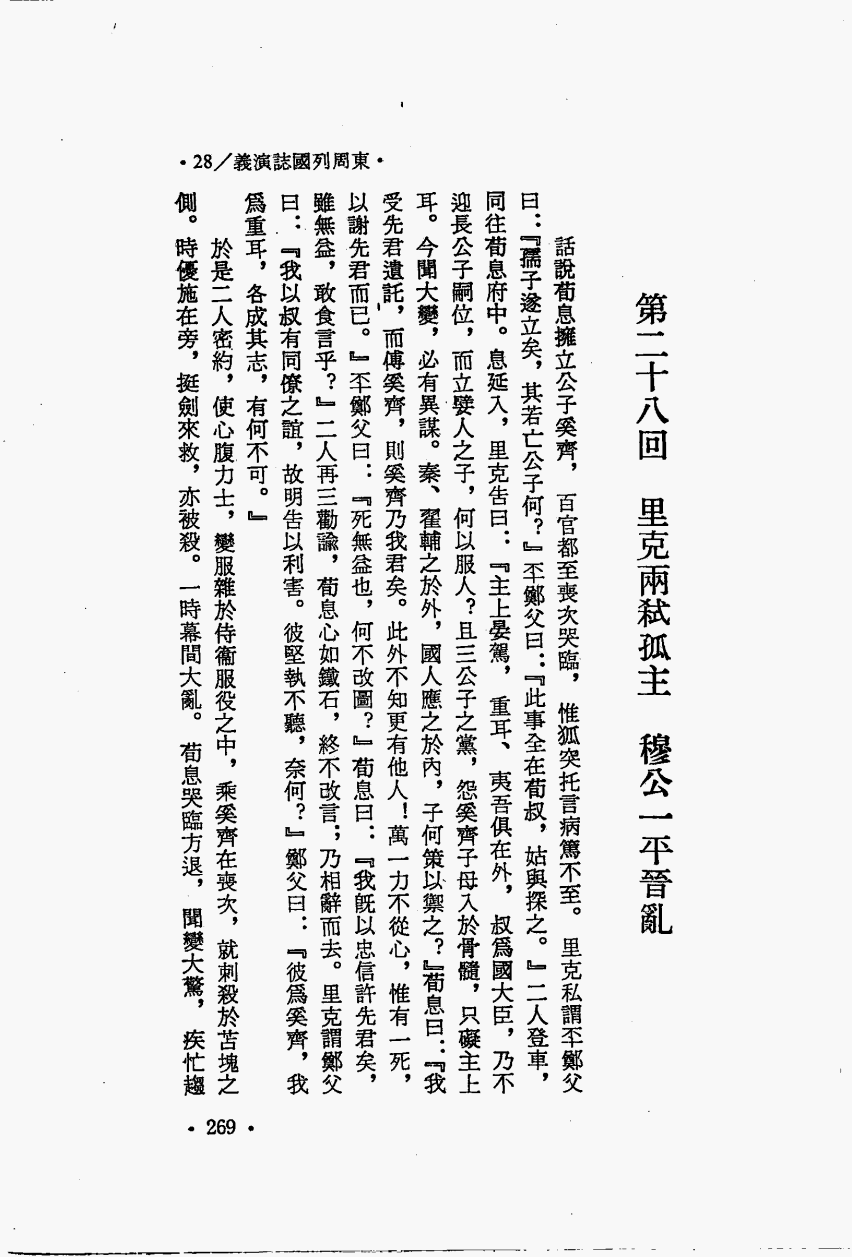 ·東周列國誌演義/28·
第二十八回　里克兩弒孤主　穆公一平晉亂
話說荀息擁立公子奚齊，百官都至喪次哭臨，惟狐突托言病篤不至。里克私謂㔻鄭父
曰：『孺子遂立矣，其若亡公子何？』㔻鄭父曰：『此事全在荀叔，姑與探之。』二人登車，
同往荀息府中。息延入，里克告曰：『主上晏駕，重耳、夷吾俱在外，叔爲國大臣，乃不
迎長公子嗣位，而立嬖人之子，何以服人？且三公子之黨，怨奚齊子母入於骨髓，只礙主上
耳。今聞大變，必有異謀。秦、翟輔之於外，國人應之於內，子何策以禦之？』荀息曰：『我
受先君遺託，而傅奚齊，則奚齊乃我君矣。此外不知更有他人！萬一力不從心，惟有一死，
以謝先君而已。』㔻鄭父曰：『死無益也，何不改圖？』荀息曰：『我既以忠信許先君矣，
雖無益，敢食言乎？』二人再三勸諭，荀息心如鐵石，終不改言；乃相辭而去。里克謂鄭父
曰：『我以叔有同僚之誼，故明告以利害。彼堅執不聽，奈何？』鄭父曰：『彼爲奚齊，我
爲重耳，各成其志，有何不可。』
於是二人密約，使心腹力士，變服雜於侍衞服役之中，乘奚齊在喪次，就刺殺於苫塊之
側。時優施在旁，挺劍來救，亦被殺。一時幕間大亂。荀息哭臨方退，聞變大驚，疾忙趨
·269·